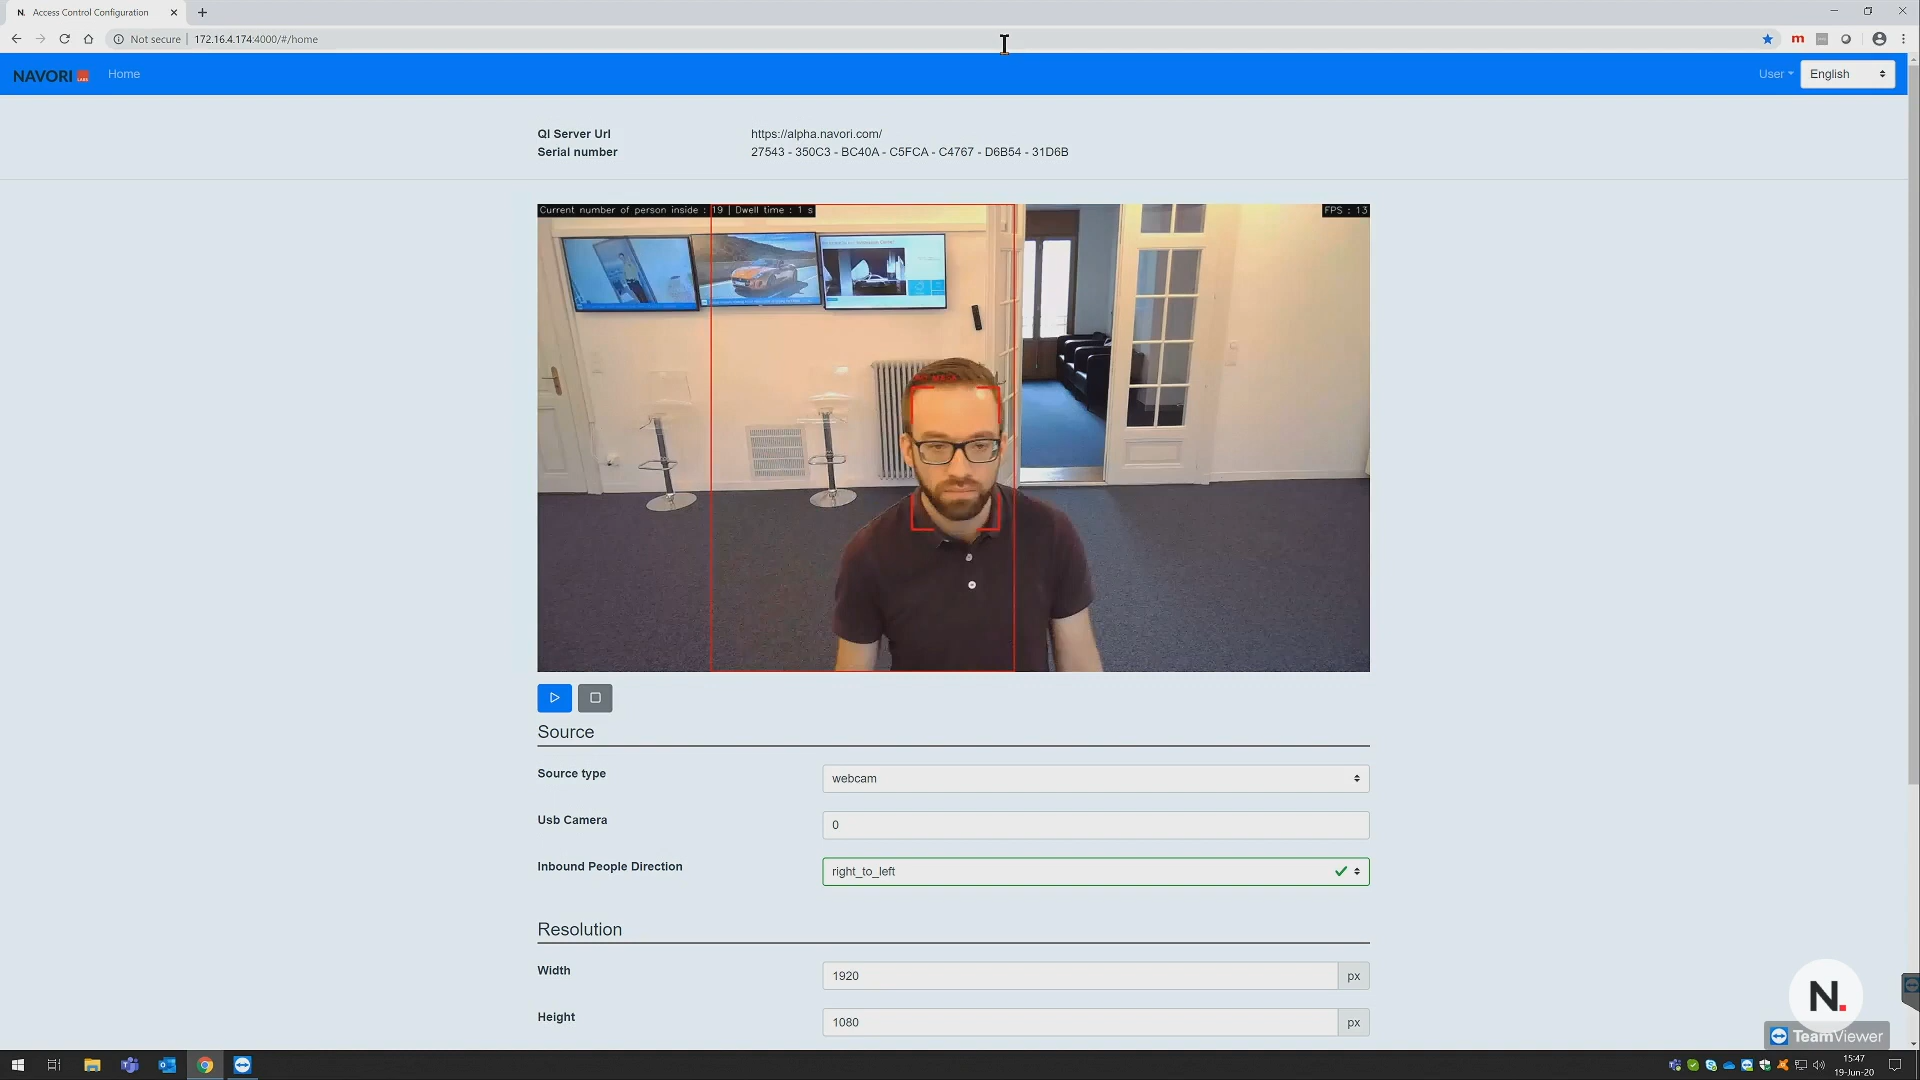 N. Access Control Configuration
Not secure | 172.16.4.174:4000/#/home
NAVORI LABS Home User English
QI Server Url https://alpha.navori.com/
Serial number 27543 - 350C3 - BC40A - C5FCA - C4767 - D6B54 - 31D6B
Current number of person inside : 19 | Dwell time : 1 s FPS : 13
Source
Source type webcam
Usb Camera 0
Inbound People Direction right_to_left
Resolution
Width 1920 px
Height 1080 px
N.
TeamViewer
15:47
19-Jun-20